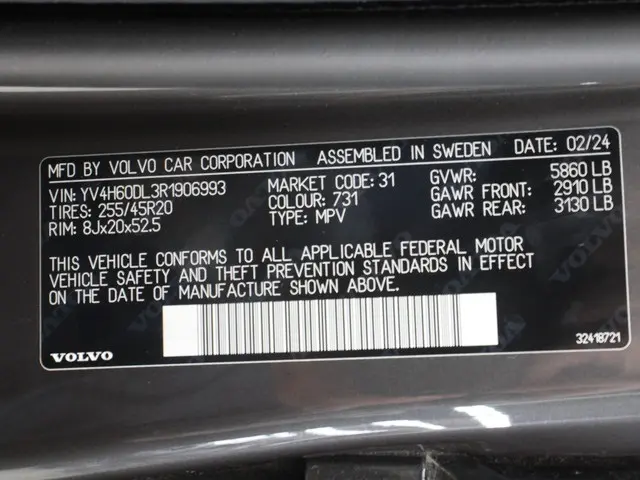 MFD BY VOLVO CAR CORPORATION ASSEMBLED IN SWEDEN DATE: 02/24
VIN: YV4H60DL3R1906993 MARKET CODE: 31 GVWR: 5860 LB
TIRES: 255/45R20 COLOUR: 731 GAWR FRONT: 2910 LB
RIM: 8Jx20x52.5 TYPE: MPV GAWR REAR: 3130 LB
THIS VEHICLE CONFORMS TO ALL APPLICABLE FEDERAL MOTOR
VEHICLE SAFETY AND THEFT PREVENTION STANDARDS IN EFFECT
ON THE DATE OF MANUFACTURE SHOWN ABOVE.
VOLVO 32418721